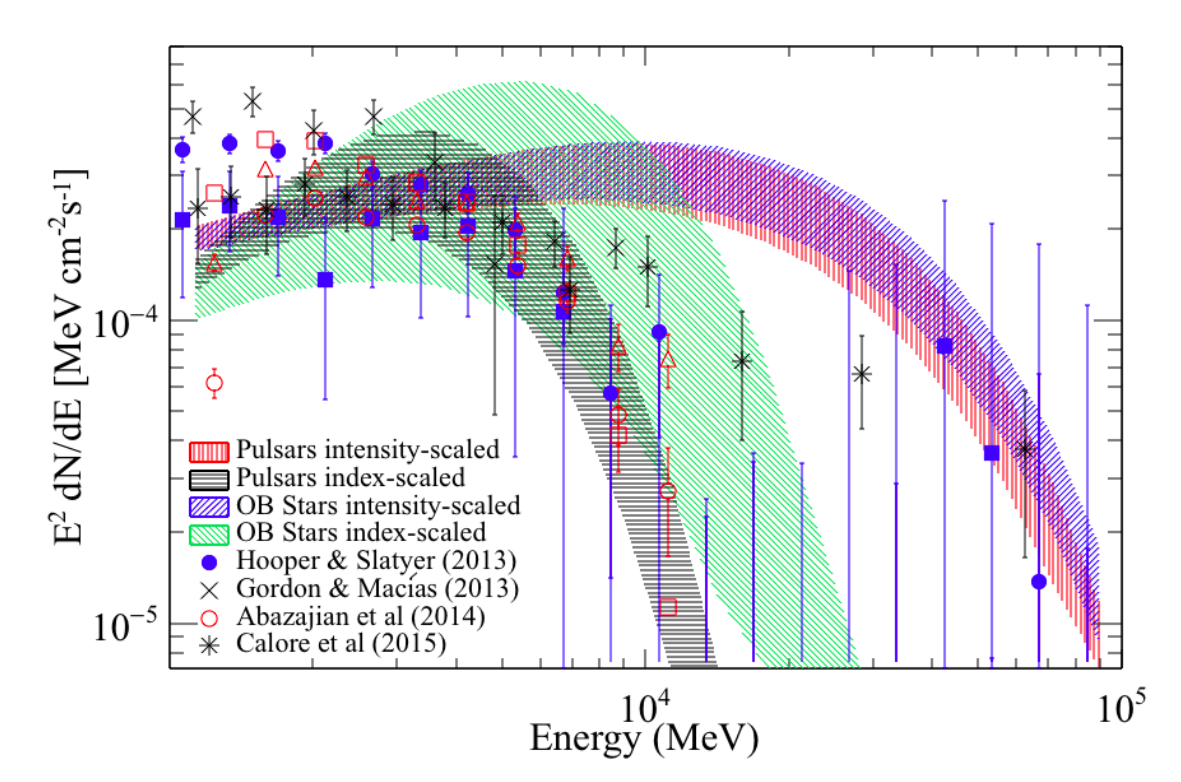 E² dN/dE [MeV cm⁻²s⁻¹]
10⁻⁴
10⁻⁵
Pulsars intensity-scaled
Pulsars index-scaled
OB Stars intensity-scaled
OB Stars index-scaled
Hooper & Slatyer (2013)
Gordon & Macías (2013)
Abazajian et al (2014)
Calore et al (2015)
10⁴
10⁵
Energy (MeV)